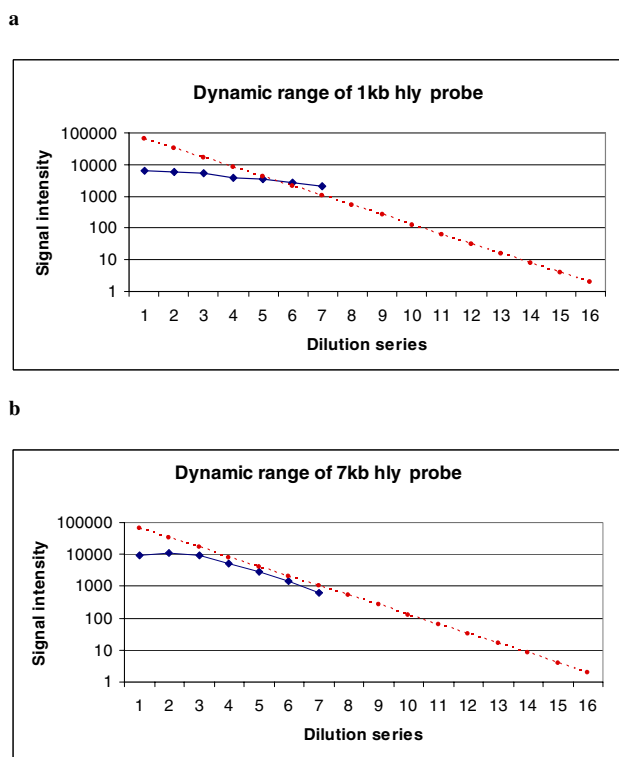 a
Dynamic range of 1kb hly probe
Signal intensity
100000
10000
1000
100
10
1
1 2 3 4 5 6 7 8 9 10 11 12 13 14 15 16
Dilution series
b
Dynamic range of 7kb hly probe
Signal intensity
100000
10000
1000
100
10
1
1 2 3 4 5 6 7 8 9 10 11 12 13 14 15 16
Dilution series